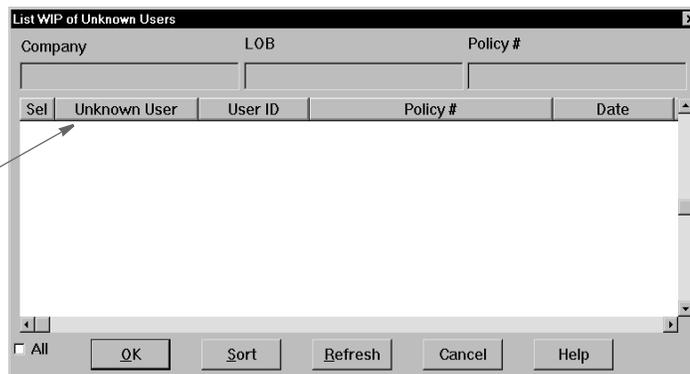 List WIP of Unknown Users
Company LOB Policy #
Sel Unknown User User ID Policy # Date
All OK Sort Refresh Cancel Help